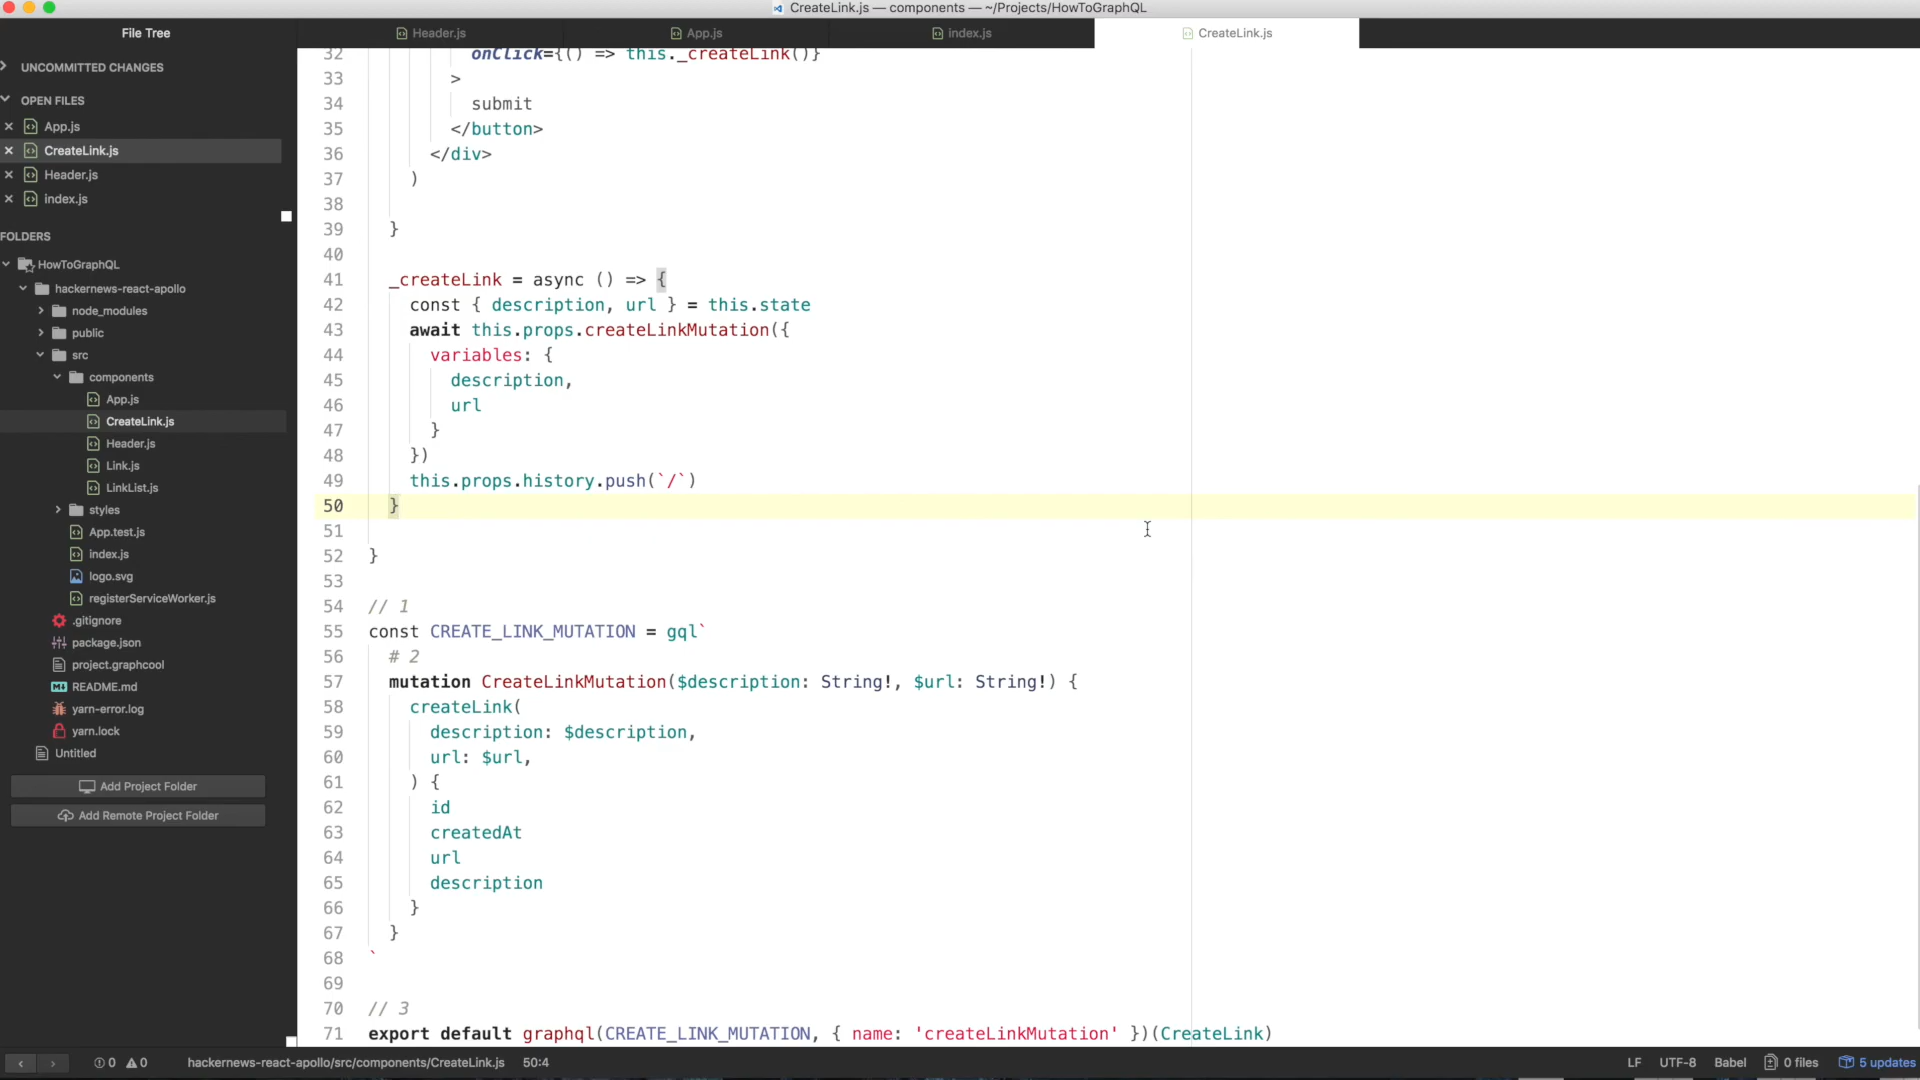 CreateLink.js — components — ~/Projects/HowToGraphQL
File Tree
Header.js
App.js
index.js
CreateLink.js
UNCOMMITTED CHANGES
OPEN FILES
App.js
CreateLink.js
Header.js
index.js
FOLDERS
HowToGraphQL
hackernews-react-apollo
node_modules
public
src
components
App.js
CreateLink.js
Header.js
Link.js
LinkList.js
styles
App.test.js
index.js
logo.svg
registerServiceWorker.js
.gitignore
package.json
project.graphcool
README.md
yarn-error.log
yarn.lock
Untitled
Add Project Folder
Add Remote Project Folder
32 onClick={() => this._createLink()}
33 >
34 submit
35 </button>
36 </div>
37 )
38
39 }
40
41 _createLink = async () => {
42 const { description, url } = this.state
43 await this.props.createLinkMutation({
44 variables: {
45 description,
46 url
47 }
48 })
49 this.props.history.push(`/`)
50 }
51
52 }
53
54 // 1
55 const CREATE_LINK_MUTATION = gql`
56 # 2
57 mutation CreateLinkMutation($description: String!, $url: String!) {
58 createLink(
59 description: $description,
60 url: $url,
61 ) {
62 id
63 createdAt
64 url
65 description
66 }
67 }
68 `
69
70 // 3
71 export default graphql(CREATE_LINK_MUTATION, { name: 'createLinkMutation' })(CreateLink)
0 0 hackernews-react-apollo/src/components/CreateLink.js 50:4
LF UTF-8 Babel 0 files 5 updates